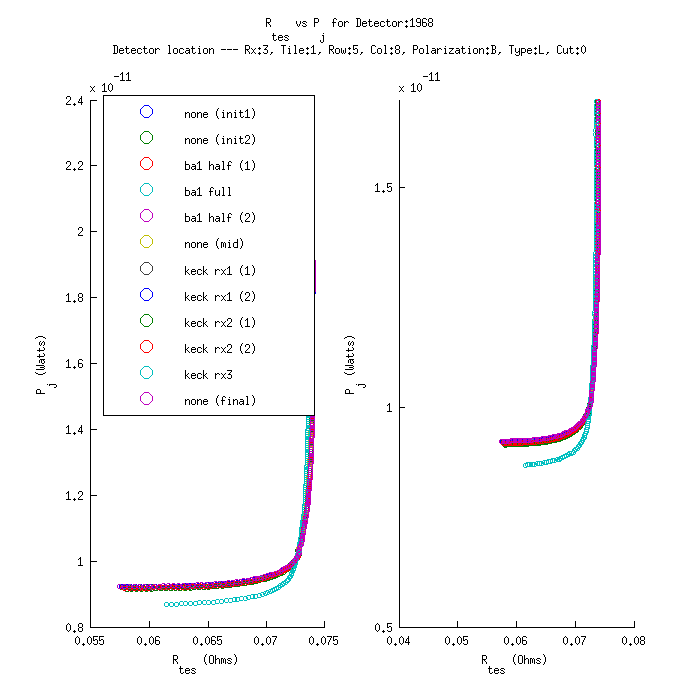 R tes vs P j for Detector:1968
Detector location --- Rx:3, Tile:1, Row:5, Col:8, Polarization:B, Type:L, Cut:0
x 10^-11
2.4
2.2
2
1.8
1.6
1.4
1.2
1
0.8
P j (Watts)
0.055
0.06
0.065
0.07
0.075
R tes (Ohms)
none (init1)
none (init2)
ba1 half (1)
ba1 full
ba1 half (2)
none (mid)
keck rx1 (1)
keck rx1 (2)
keck rx2 (1)
keck rx2 (2)
keck rx3
none (final)
x 10^-11
1.5
1
0.5
P j (Watts)
0.04
0.05
0.06
0.07
0.08
R tes (Ohms)